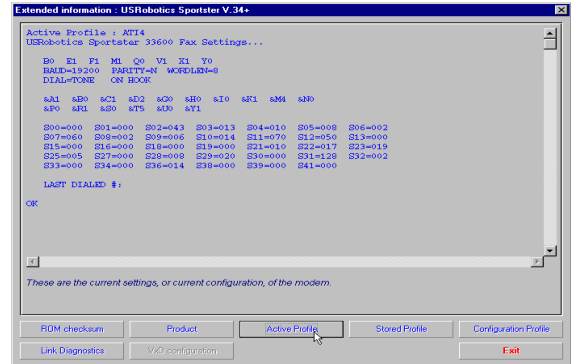 Extended information : USRobotics Sportster V.34+
Active Profile : ATI4
USRobotics Sportster 33600 Fax Settings...
B0 E1 F1 M1 Q0 V1 X1 Y0
BAUD=19200 PARITY=N WORDLEN=8
DIAL=TONE ON HOOK
&A1 &B0 &C1 &D2 &G0 &H0 &I0 &K1 &M4 &N0
&P0 &R1 &S0 &T5 &U0 &Y1
S00=000 S01=000 S02=043 S03=013 S04=010 S05=008 S06=002
S07=060 S08=002 S09=006 S10=014 S11=070 S12=050 S13=000
S15=000 S16=000 S18=000 S19=000 S21=010 S22=017 S23=019
S25=005 S27=000 S28=008 S29=020 S30=000 S31=128 S32=002
S33=000 S34=000 S36=014 S38=000 S39=000 S41=000
LAST DIALED #:
OK
These are the current settings, or current configuration, of the modem.
ROM checksum Product Active Profile Stored Profile Configuration Profile
Link Diagnostics VxD configuration Exit